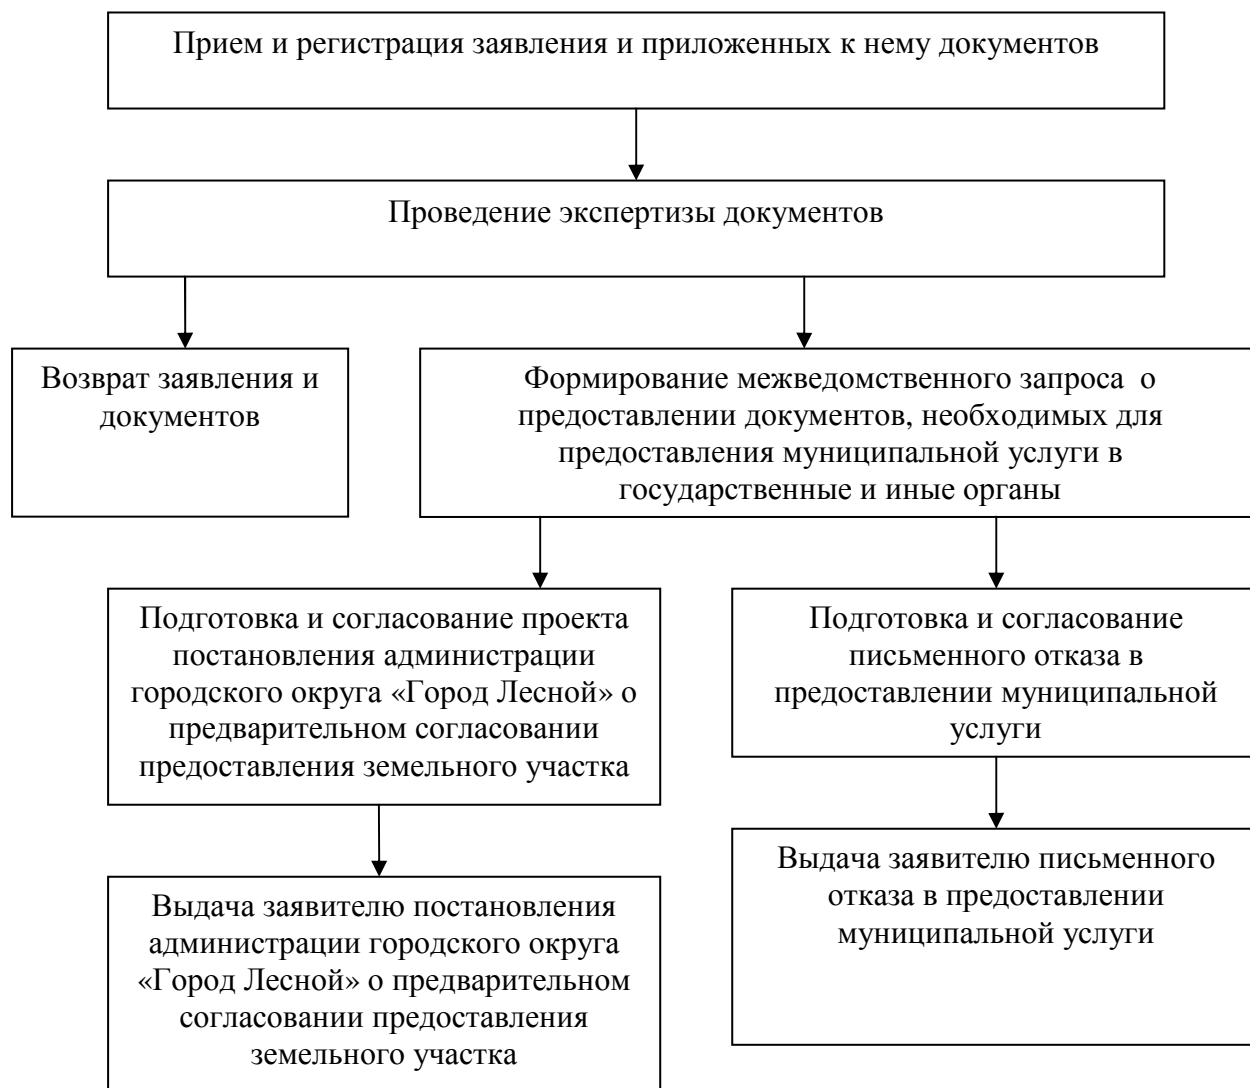 Прием и регистрация заявления и приложенных к нему документов
Проведение экспертизы документов
Возврат заявления и
документов
Формирование межведомственного запроса  о
предоставлении документов, необходимых для
предоставления муниципальной услуги в
государственные и иные органы
Подготовка и согласование проекта
постановления администрации
городского округа «Город Лесной» о
предварительном согласовании
предоставления земельного участка
Подготовка и согласование
письменного отказа в
предоставлении муниципальной
услуги
Выдача заявителю постановления
администрации городского округа
«Город Лесной» о предварительном
согласовании предоставления
земельного участка
Выдача заявителю письменного
отказа в предоставлении
муниципальной услуги